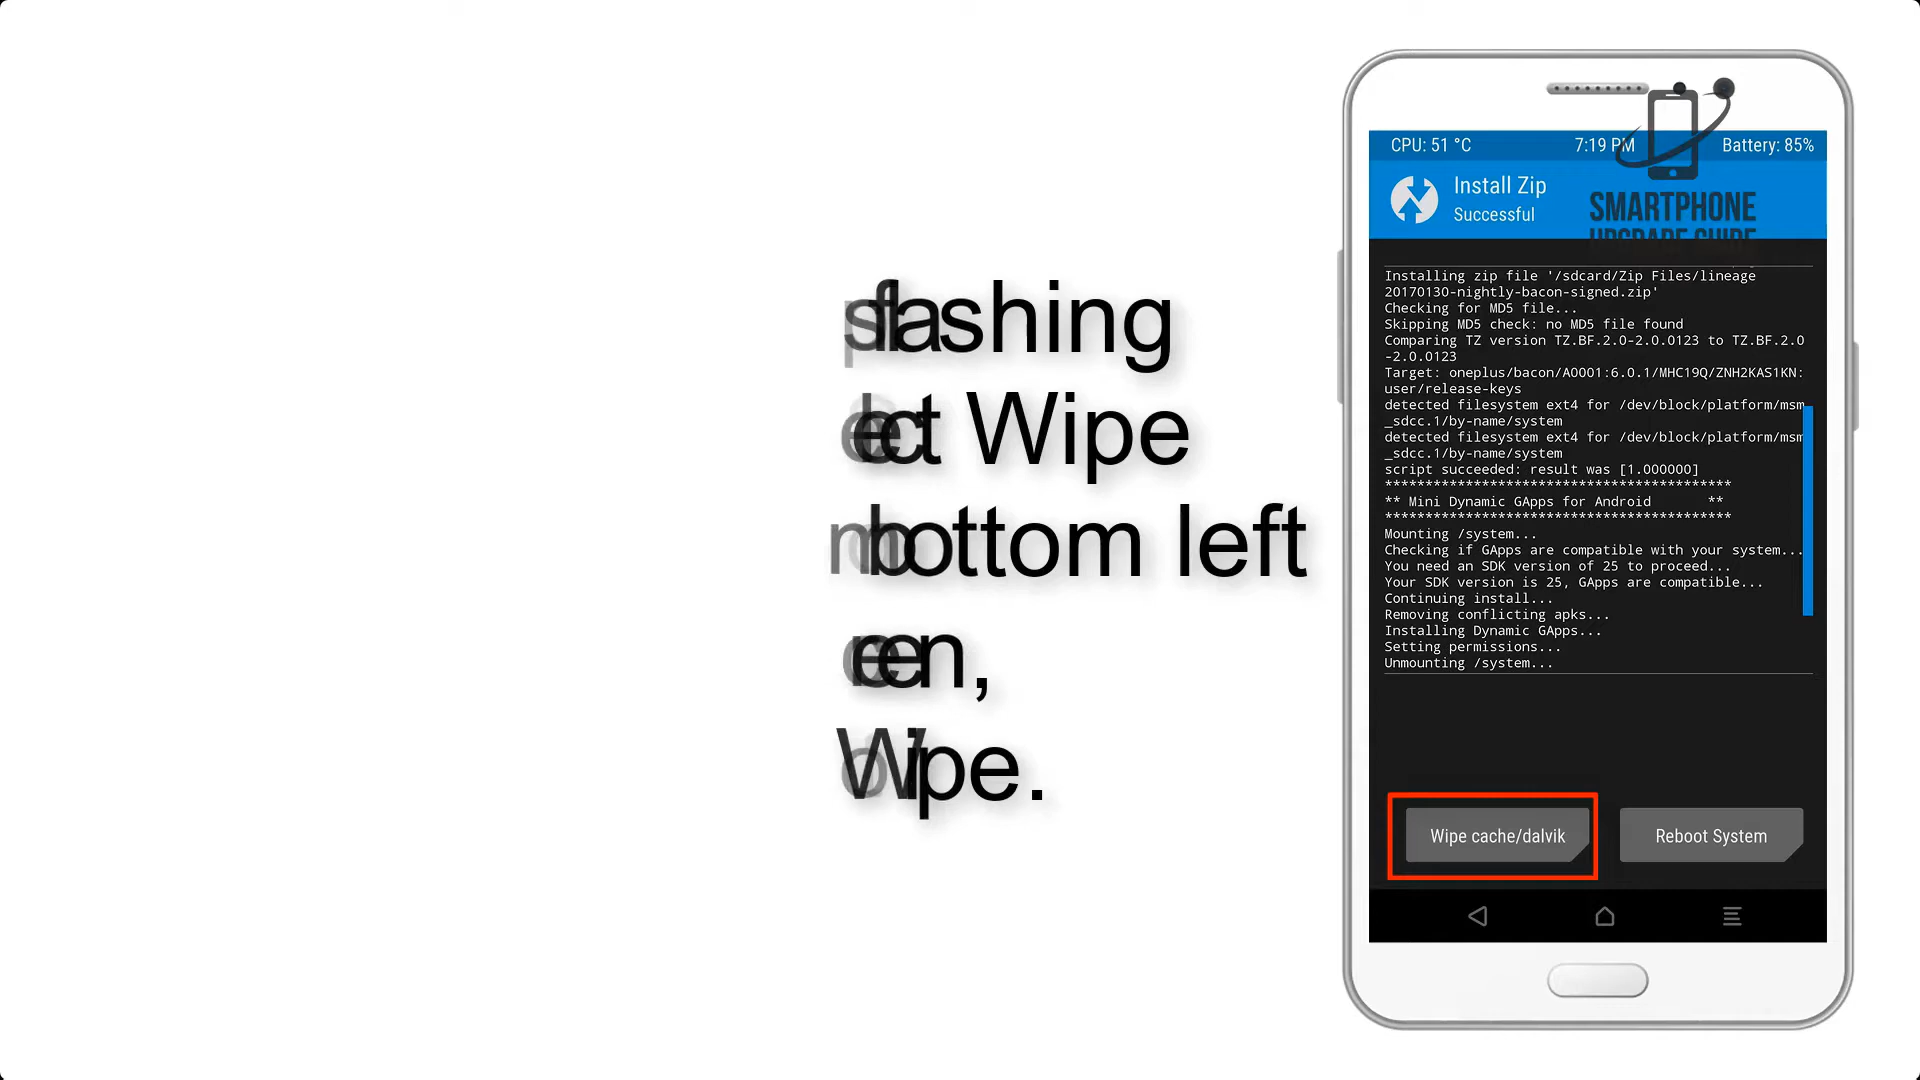 flashing
Wipe
bottom left
Wipe.
CPU: 51 °C 7:19 PM Battery: 85%
Install Zip
Successful
SMARTPHONE
UPGRADE GUIDE
Installing zip file '/sdcard/Zip Files/lineage
20170130-nightly-bacon-signed.zip'
Checking for MD5 file...
Skipping MD5 check: no MD5 file found
Comparing TZ version TZ.BF.2.0-2.0.0123 to TZ.BF.2.0
-2.0.0123
Target: oneplus/bacon/A0001:6.0.1/MHC19Q/ZNH2KAS1KN:
user/release-keys
detected filesystem ext4 for /dev/block/platform/msm
_sdcc.1/by-name/system
detected filesystem ext4 for /dev/block/platform/msm
_sdcc.1/by-name/system
script succeeded: result was [1.000000]
*******************************************
** Mini Dynamic GApps for Android **
*******************************************
Mounting /system...
Checking if GApps are compatible with your system...
You need an SDK version of 25 to proceed...
Your SDK version is 25, GApps are compatible...
Continuing install...
Removing conflicting apks...
Installing Dynamic GApps...
Setting permissions...
Unmounting /system...
Wipe cache/dalvik
Reboot System